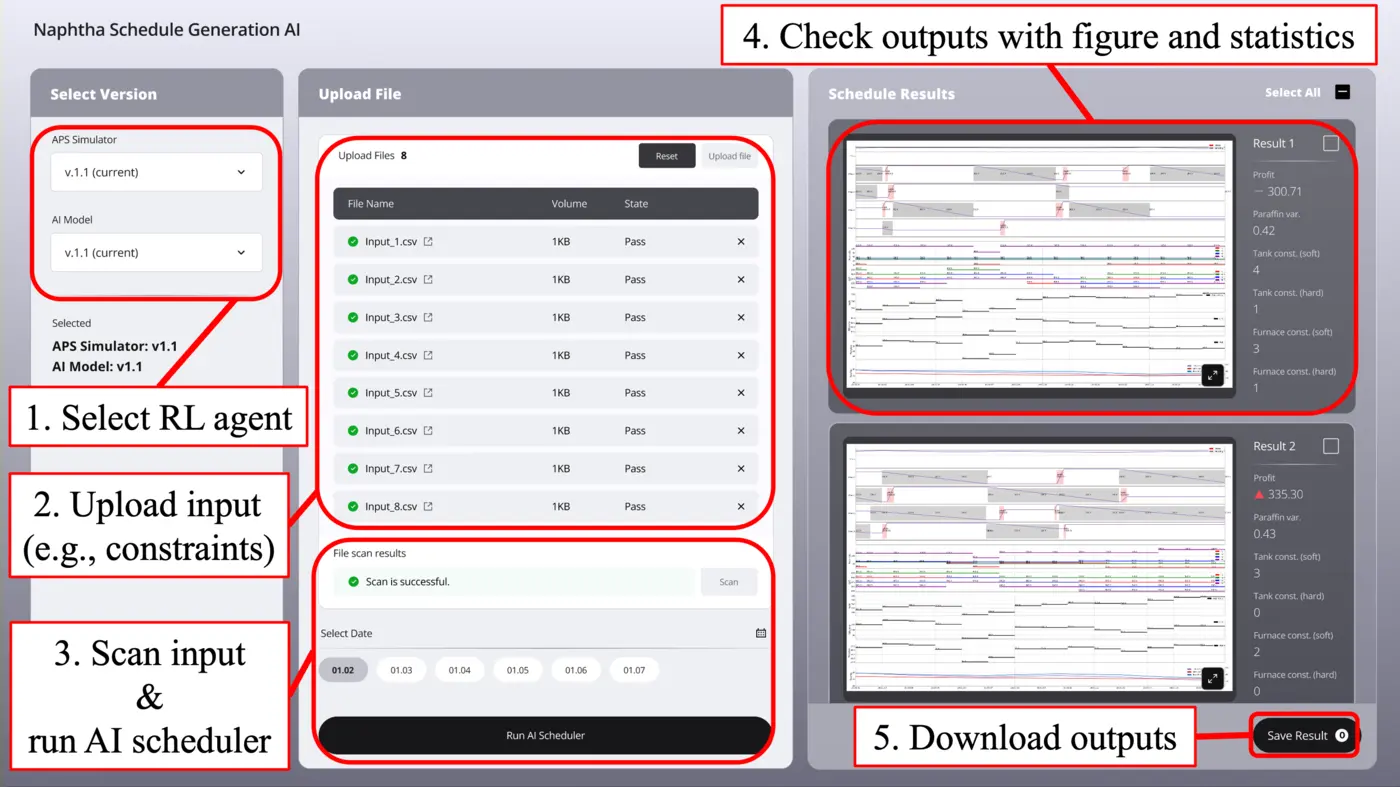 Naphtha Schedule Generation AI
4. Check outputs with figure and statistics
Select Version
APS Simulator
v.1.1 (current)
AI Model
v.1.1 (current)
Selected
APS Simulator: v1.1
AI Model: v1.1
1. Select RL agent
2. Upload input
(e.g., constraints)
3. Scan input
&
run AI scheduler
Upload File
Upload Files 8
Reset
Upload file
File Name Volume State
Input_1.csv 1KB Pass
Input_2.csv 1KB Pass
Input_3.csv 1KB Pass
Input_4.csv 1KB Pass
Input_5.csv 1KB Pass
Input_6.csv 1KB Pass
Input_7.csv 1KB Pass
Input_8.csv 1KB Pass
File scan results
Scan is successful.
Scan
Select Date
01.02 01.03 01.04 01.05 01.06 01.07
Run AI Scheduler
Schedule Results
Select All
Result 1
Profit
— 300.71
Paraffin var.
0.42
Tank const. (soft)
4
Tank const. (hard)
1
Furnace const. (soft)
3
Furnace const. (hard)
1
Result 2
Profit
▲ 335.30
Paraffin var.
0.43
Tank const. (soft)
3
Tank const. (hard)
0
Furnace const. (soft)
2
Furnace const. (hard)
0
5. Download outputs
Save Result 0